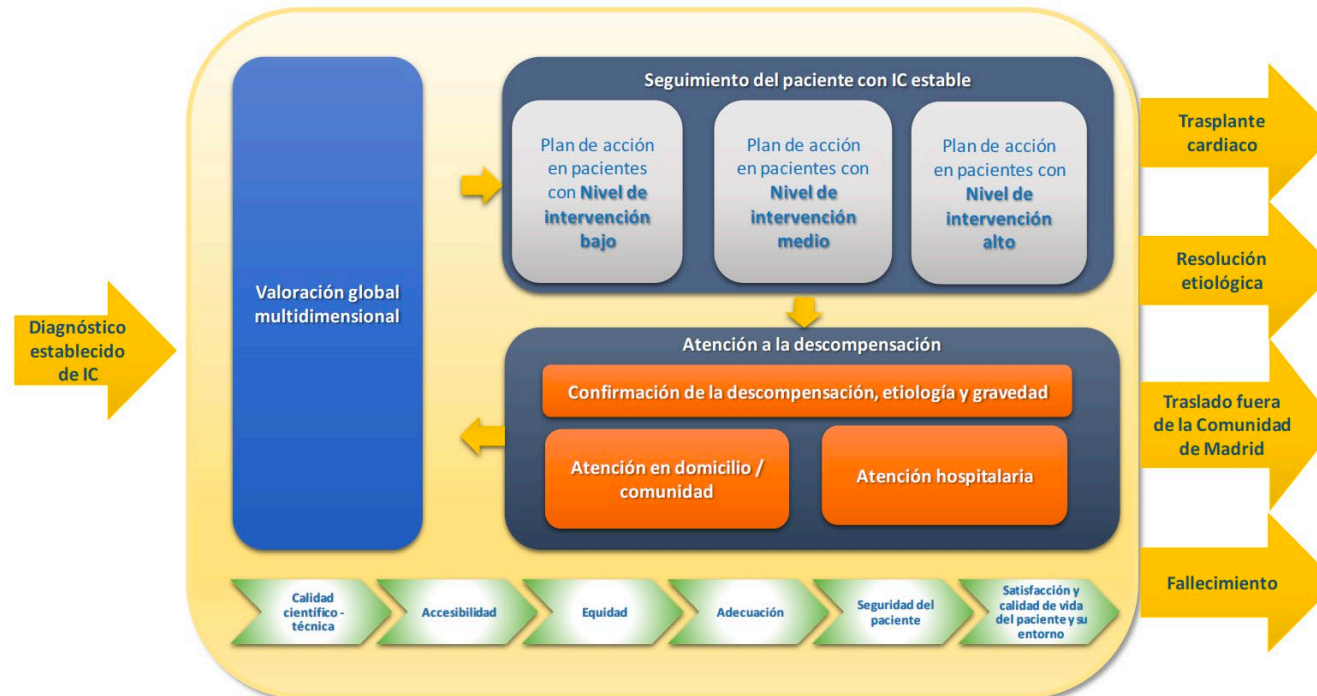 Diagnóstico
establecido
de IC
Valoración global
multidimensional
Seguimiento del paciente con IC estable
Plan de acción
en pacientes
con Nivel de
intervención
bajo
Plan de acción
en pacientes con
Nivel de
intervención
medio
Plan de acción
en pacientes con
Nivel de
intervención
alto
Atención a la descompensación
Confirmación de la descompensación, etiología y gravedad
Atención en domicilio /
comunidad
Atención hospitalaria
Calidad
científico -
técnica
Accesibilidad
Equidad
Adecuación
Seguridad del
paciente
Satisfacción y
calidad de vida
del paciente y su
entorno
Trasplante
cardiaco
Resolución
etiológica
Traslado fuera
de la Comunidad
de Madrid
Fallecimiento